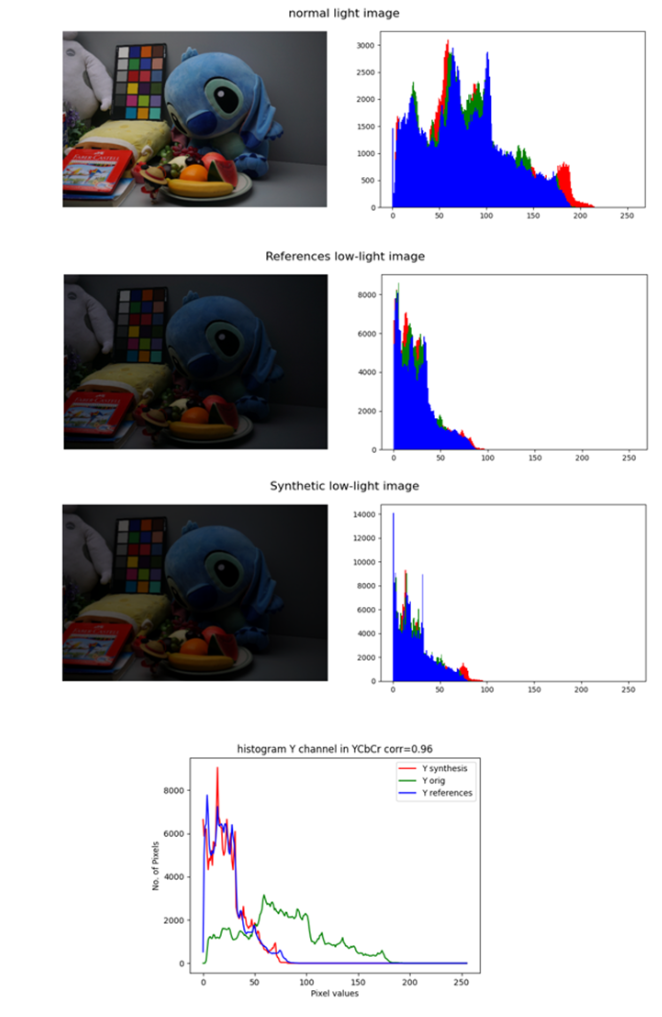 normal light image
3000
2500
2000
1500
1000
500
0
0 50 100 150 200 250
FABER-CASTELL
References low-light image
8000
6000
4000
2000
0
0 50 100 150 200 250
Synthetic low-light image
14000
12000
10000
8000
6000
4000
2000
0
0 50 100 150 200 250
histogram Y channel in YCbCr corr=0.96
Y synthesis
Y orig
Y references
No. of Pixels
8000
6000
4000
2000
0
0 50 100 150 200 250
Pixel values